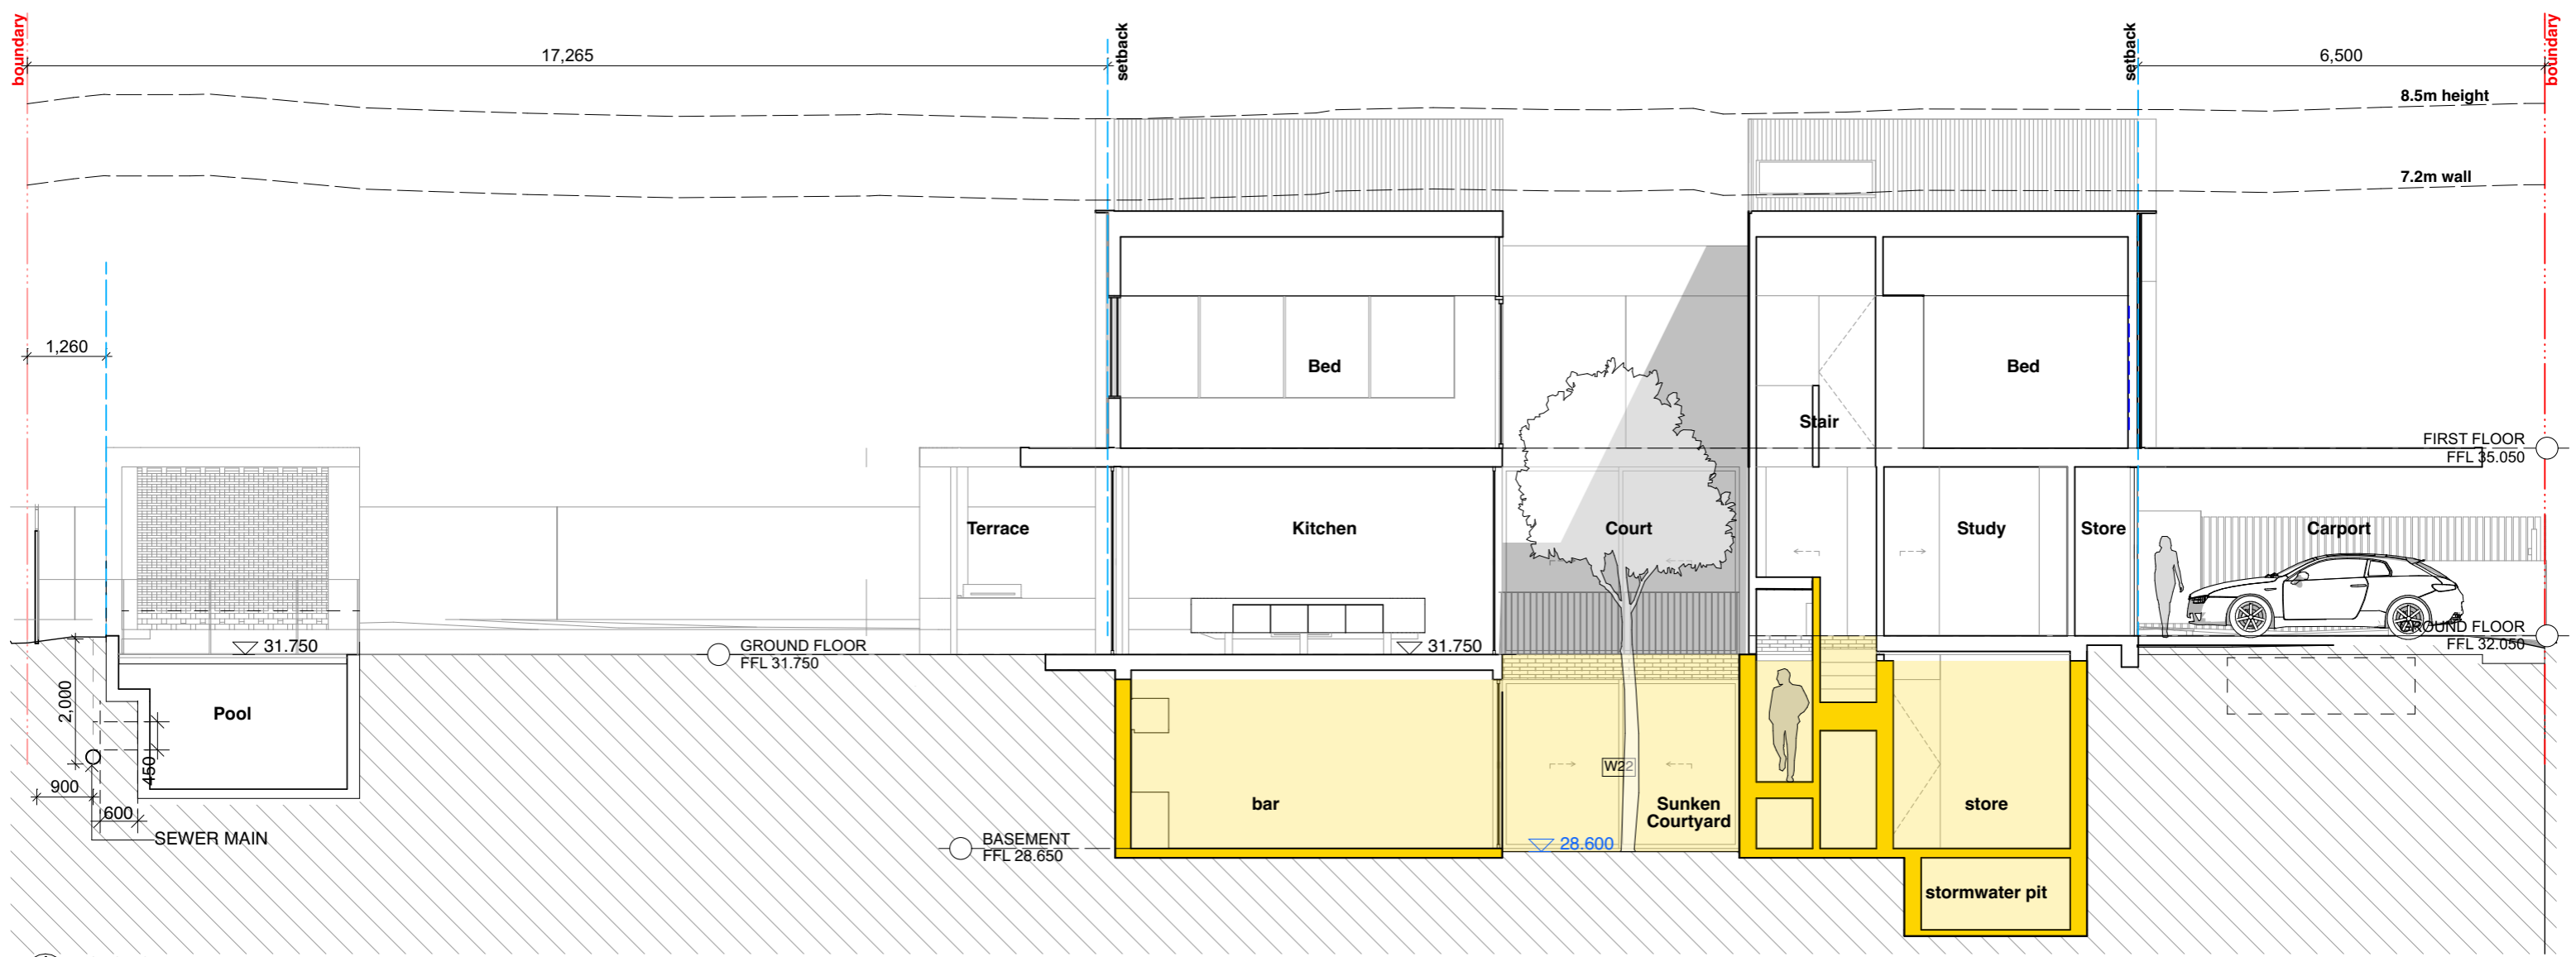 boundary
17,265
setback
setback
6,500
boundary
8.5m height
7.2m wall
1,260
Bed
Bed
Stair
FIRST FLOOR
FFL 35.050
Terrace
Kitchen
Court
Study
Store
Carport
31.750
GROUND FLOOR
FFL 31.750
31.750
GROUND FLOOR
FFL 32.050
2,000
Pool
450
900
600
SEWER MAIN
W22
bar
Sunken
Courtyard
store
BASEMENT
FFL 28.650
28.600
stormwater pit